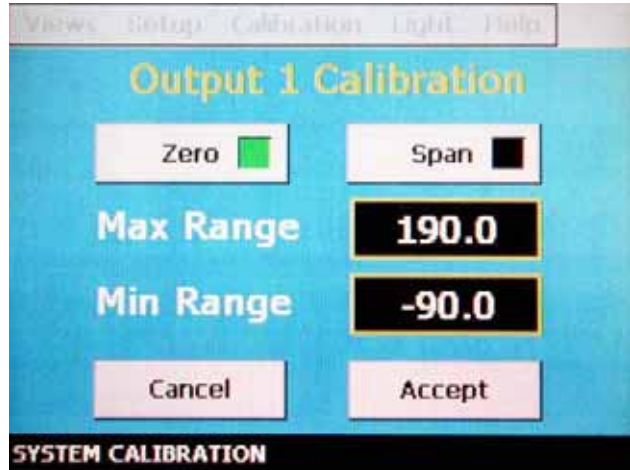 Views Setup Calibration Light Help
Output 1 Calibration
Zero Span
Max Range 190.0
Min Range -90.0
Cancel Accept
SYSTEM CALIBRATION